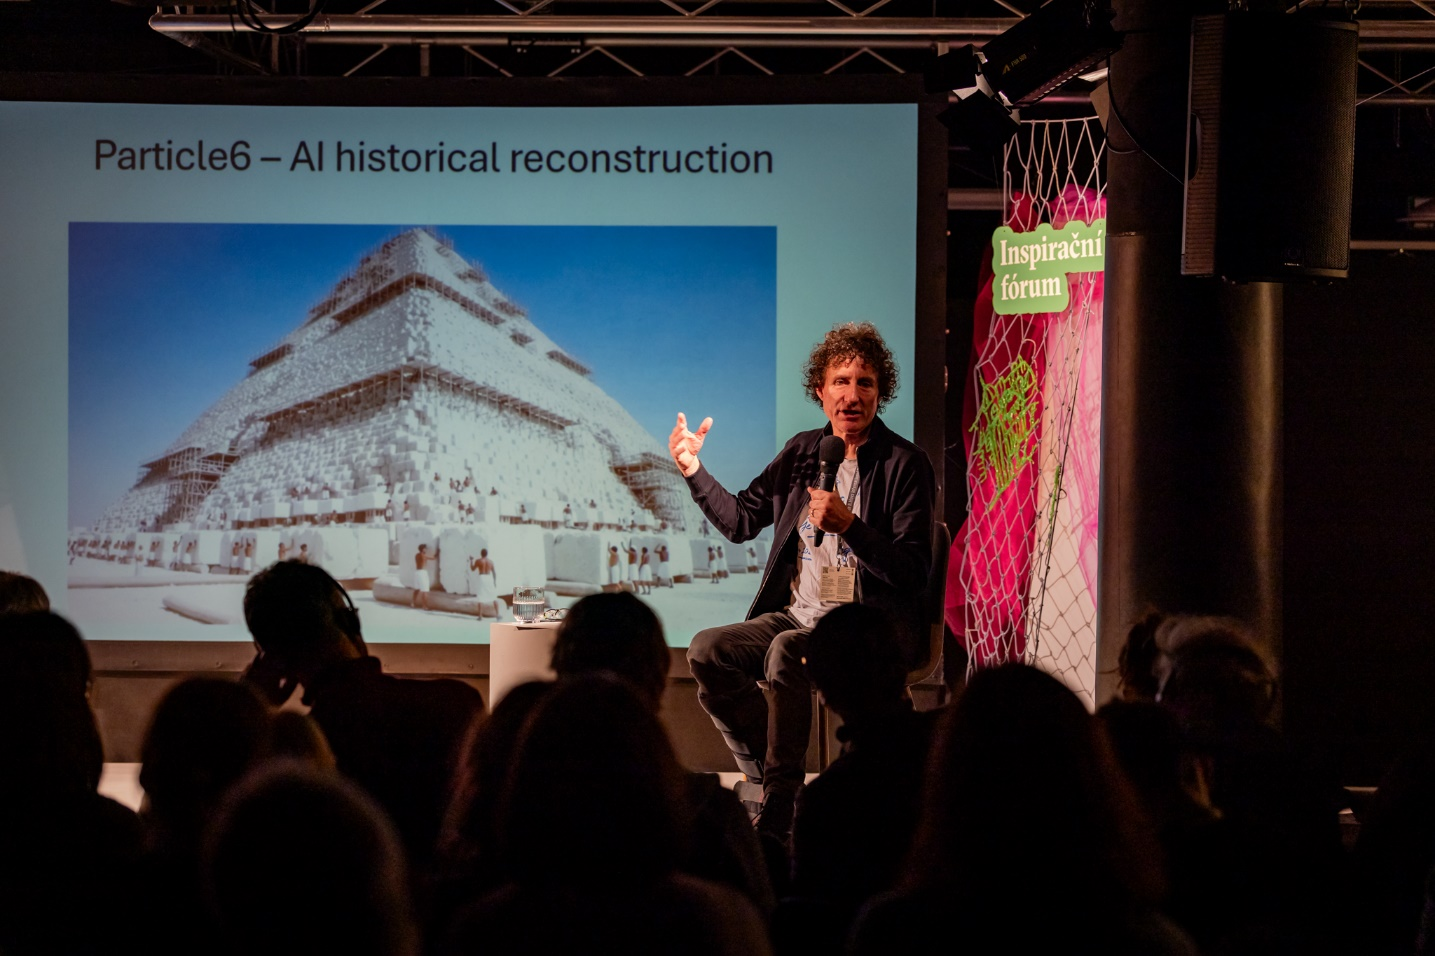 Particle6 – AI historical reconstruction
Inspirační
fórum